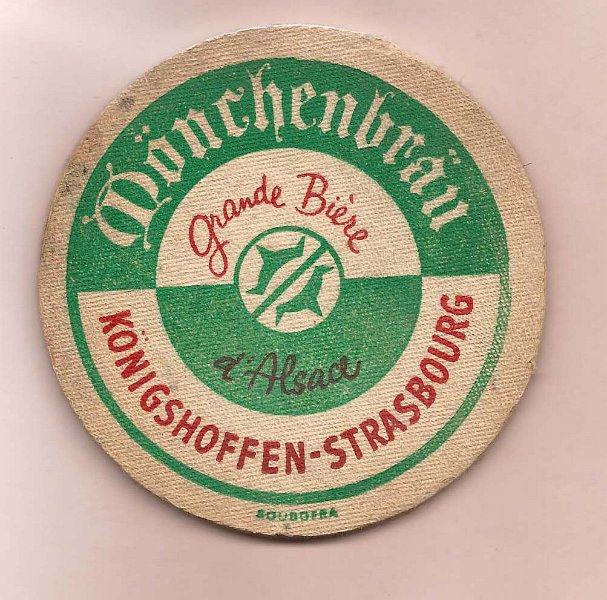 Mönchenbräu
Grande Bière
d'Alsace
KÖNIGSHOFFEN-STRASBOURG
SOUBOFRA